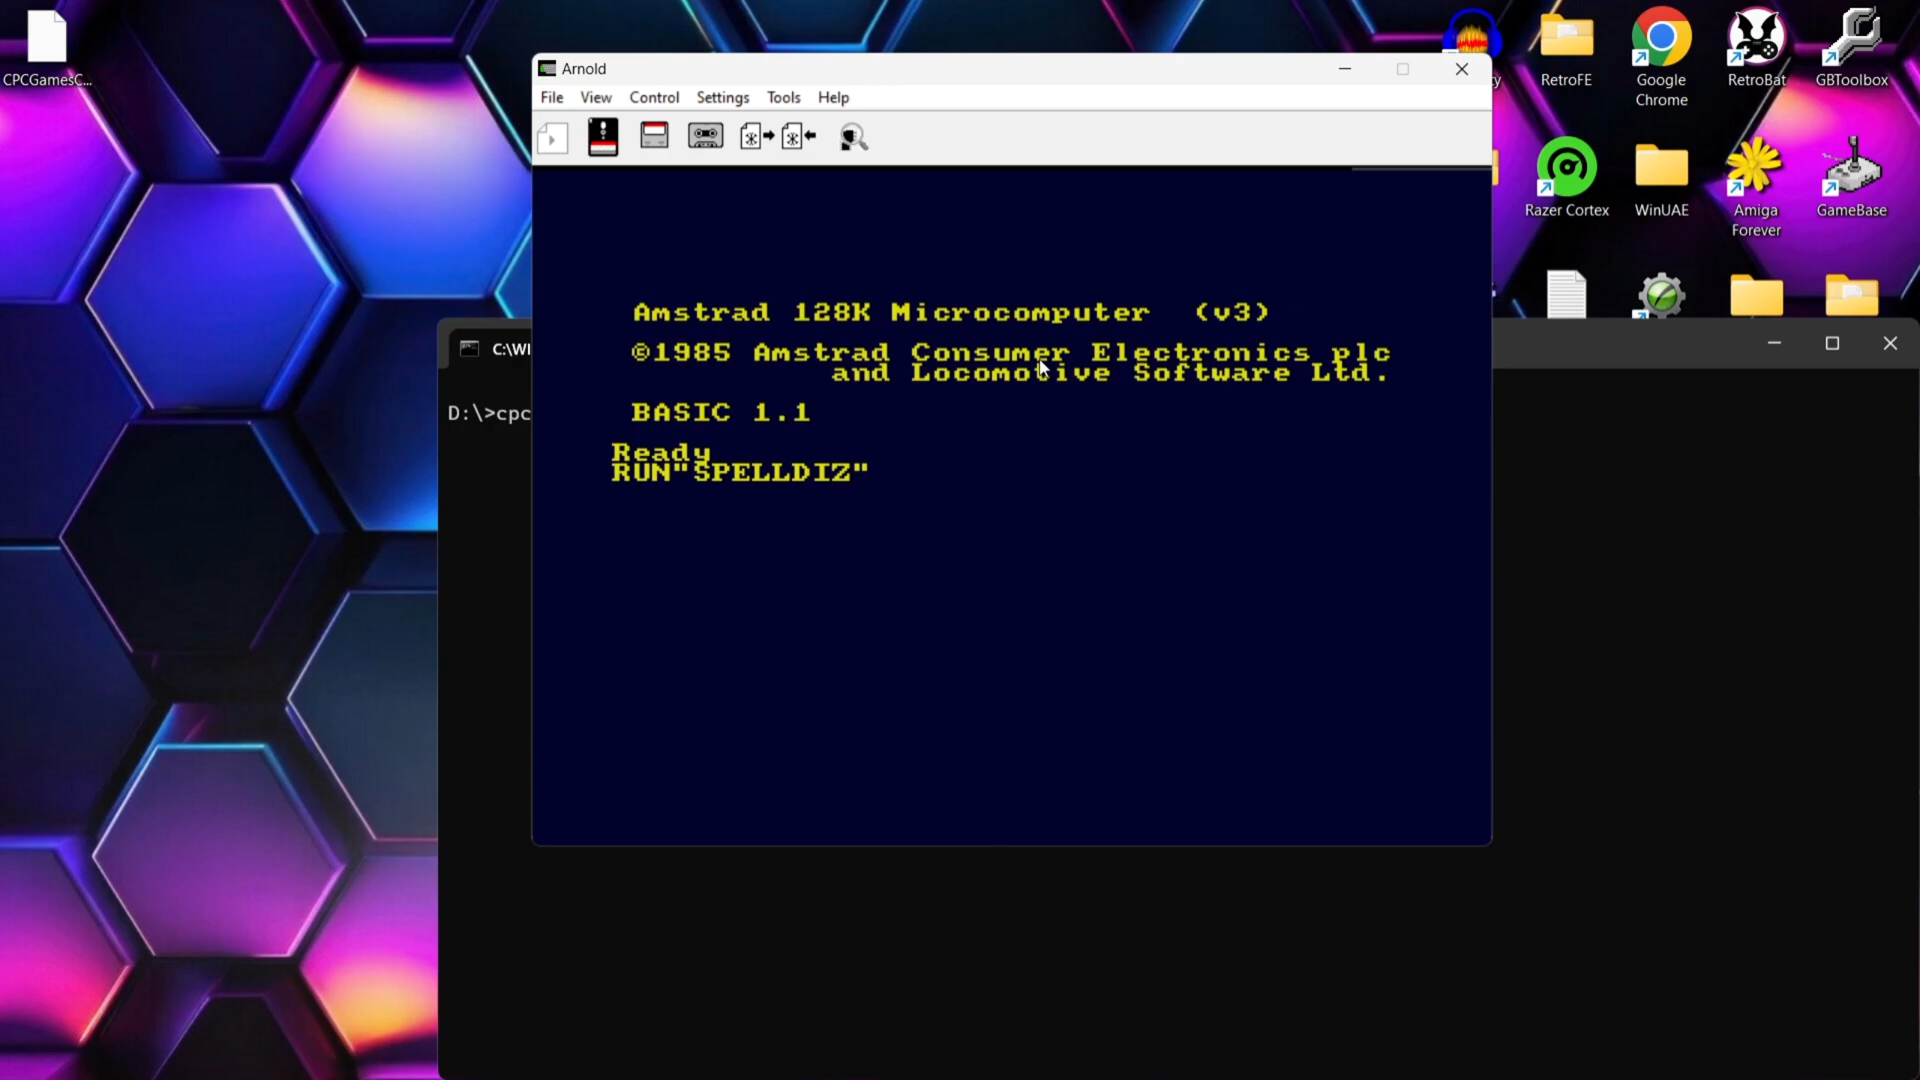 CPCGamesC...
RetroFE
Google
Chrome
RetroBat
GBToolbox
Razer Cortex
WinUAE
Amiga
Forever
GameBase
Arnold
File View Control Settings Tools Help
Amstrad 128K Microcomputer (v3)
©1985 Amstrad Consumer Electronics plc
and Locomotive Software Ltd.
BASIC 1.1
Ready
RUN"SPELLDIZ"
C:\WI
D:\>cpc